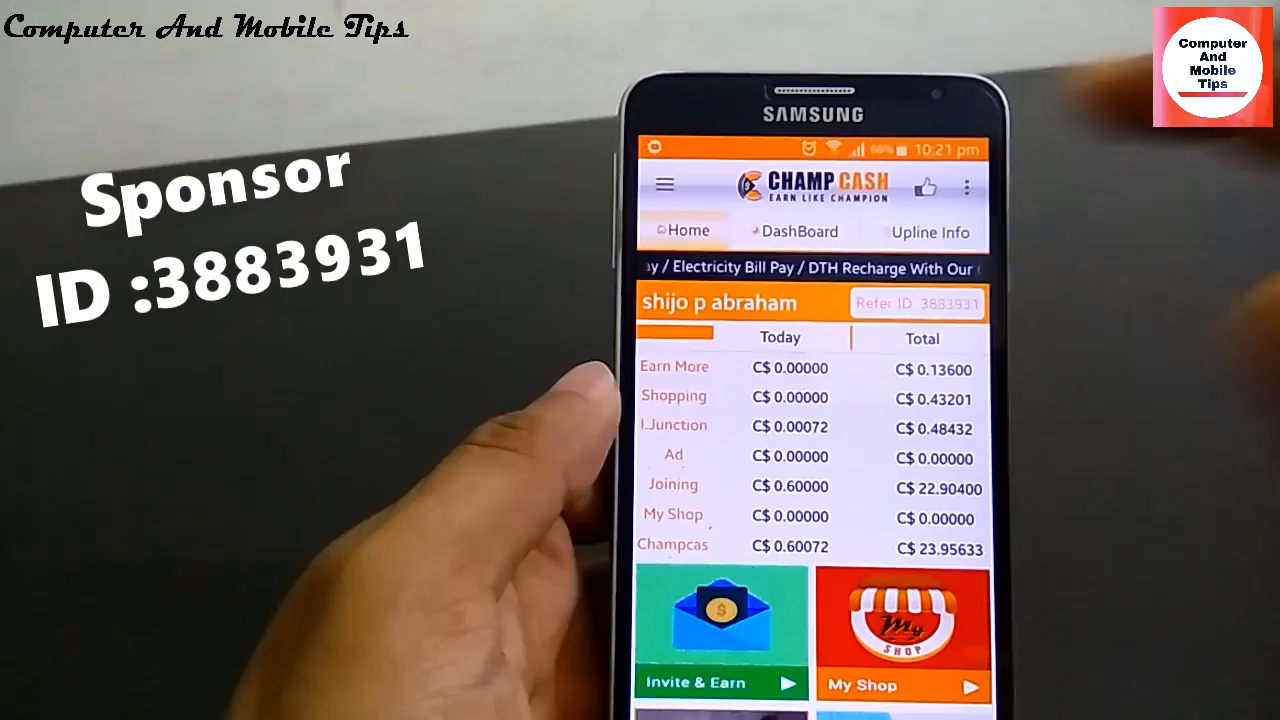 Computer And Mobile Tips
Computer
And
Mobile
Tips
Sponsor
ID :3883931
SAMSUNG
66% 10:21 pm
CHAMP CASH
EARN LIKE CHAMPION
Home DashBoard Upline Info
ay / Electricity Bill Pay / DTH Recharge With Our
shijo p abraham Refer ID 3883931
Today Total
Earn More C$ 0.00000 C$ 0.13600
Shopping C$ 0.00000 C$ 0.43201
I.Junction C$ 0.00072 C$ 0.48432
Ad C$ 0.00000 C$ 0.00000
Joining C$ 0.60000 C$ 22.90400
My Shop C$ 0.00000 C$ 0.00000
Champcas C$ 0.60072 C$ 23.95633
$
My
SHOP
Invite & Earn My Shop